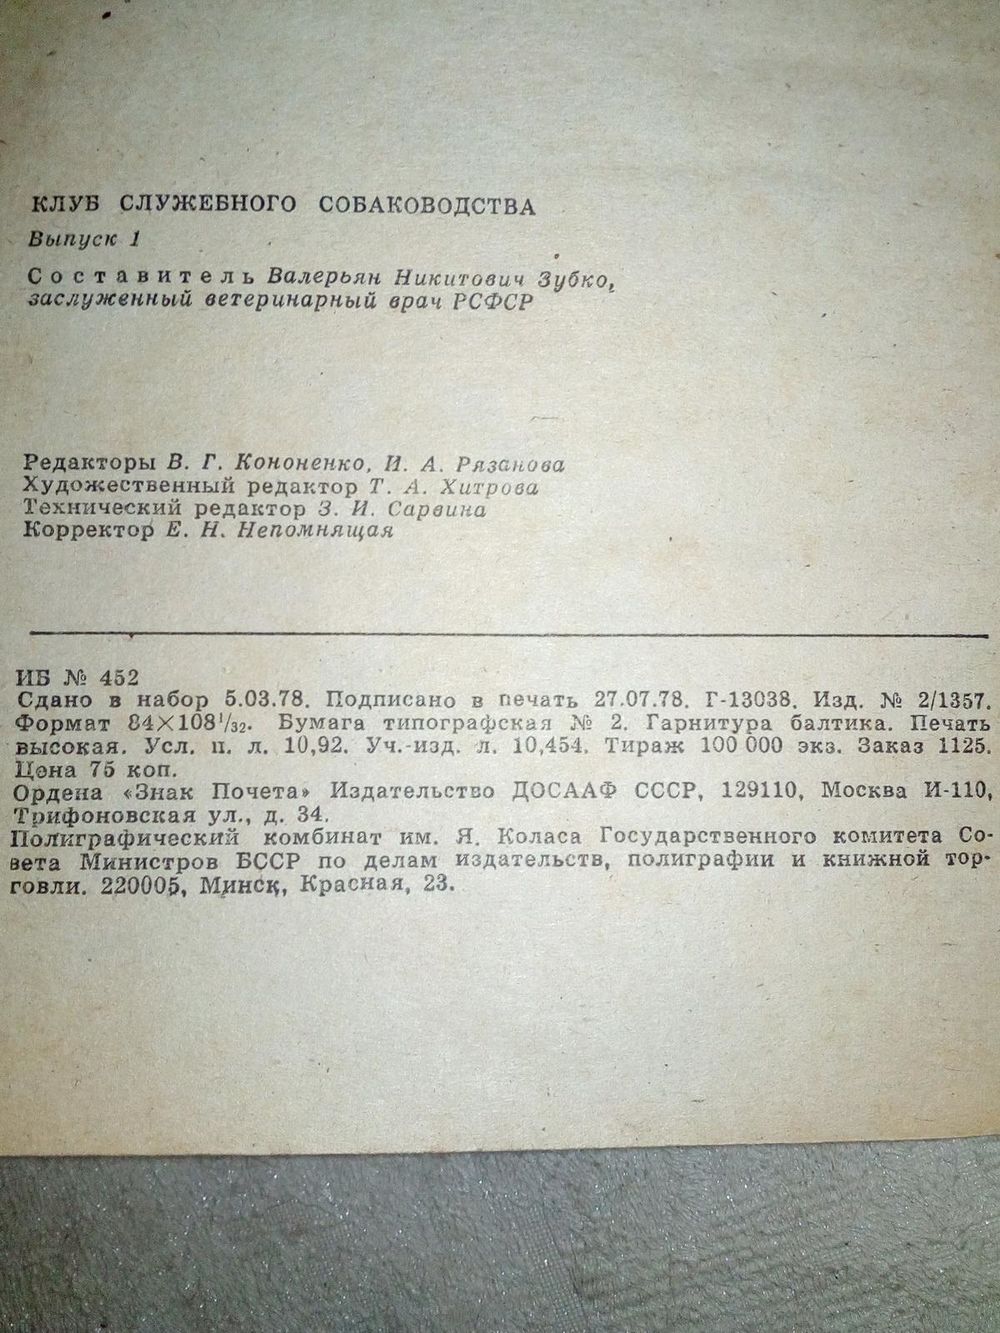 КЛУБ СЛУЖЕБНОГО СОБАКОВОДСТВА
Выпуск 1
Составитель Валерьян Никитович Зубко,
заслуженный ветеринарный врач РСФСР
Редакторы В. Г. Кононенко, И. А. Рязанова
Художественный редактор Т. А. Хитрова
Технический редактор З. И. Сарвина
Корректор Е. Н. Непомнящая
ИБ № 452
Сдано в набор 5.03.78. Подписано в печать 27.07.78. Г-13038. Изд. № 2/1357.
Формат 84×108¹/₃₂. Бумага типографская № 2. Гарнитура балтика. Печать
высокая. Усл. п. л. 10,92. Уч.-изд. л. 10,454. Тираж 100 000 экз. Заказ 1125.
Цена 75 коп.
Ордена «Знак Почета» Издательство ДОСААФ СССР, 129110, Москва И-110,
Трифоновская ул., д. 34.
Полиграфический комбинат им. Я. Коласа Государственного комитета Со-
вета Министров БССР по делам издательств, полиграфии и книжной тор-
говли. 220005, Минск, Красная, 23.